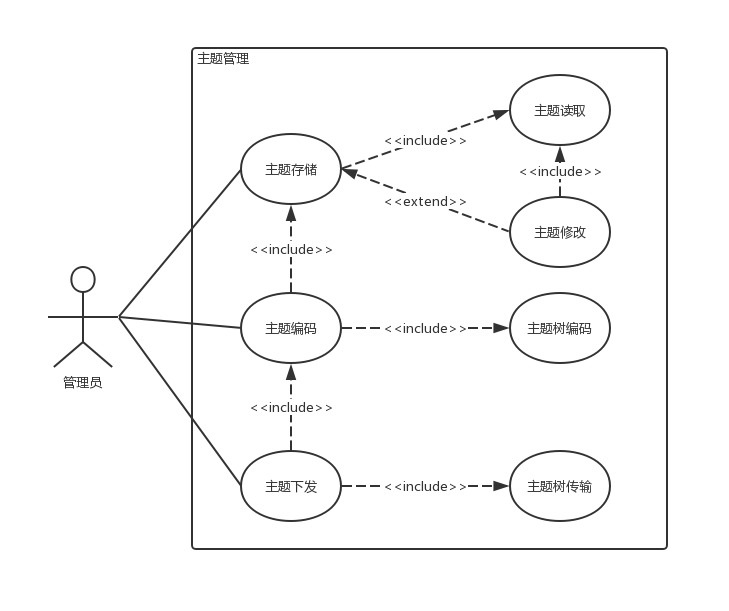 主题管理
主题读取
<<include>>
主题存储
<<include>>
<<extend>>
主题修改
<<include>>
主题编码
<<include>>
主题树编码
管理员
<<include>>
主题下发
<<include>>
主题树传输